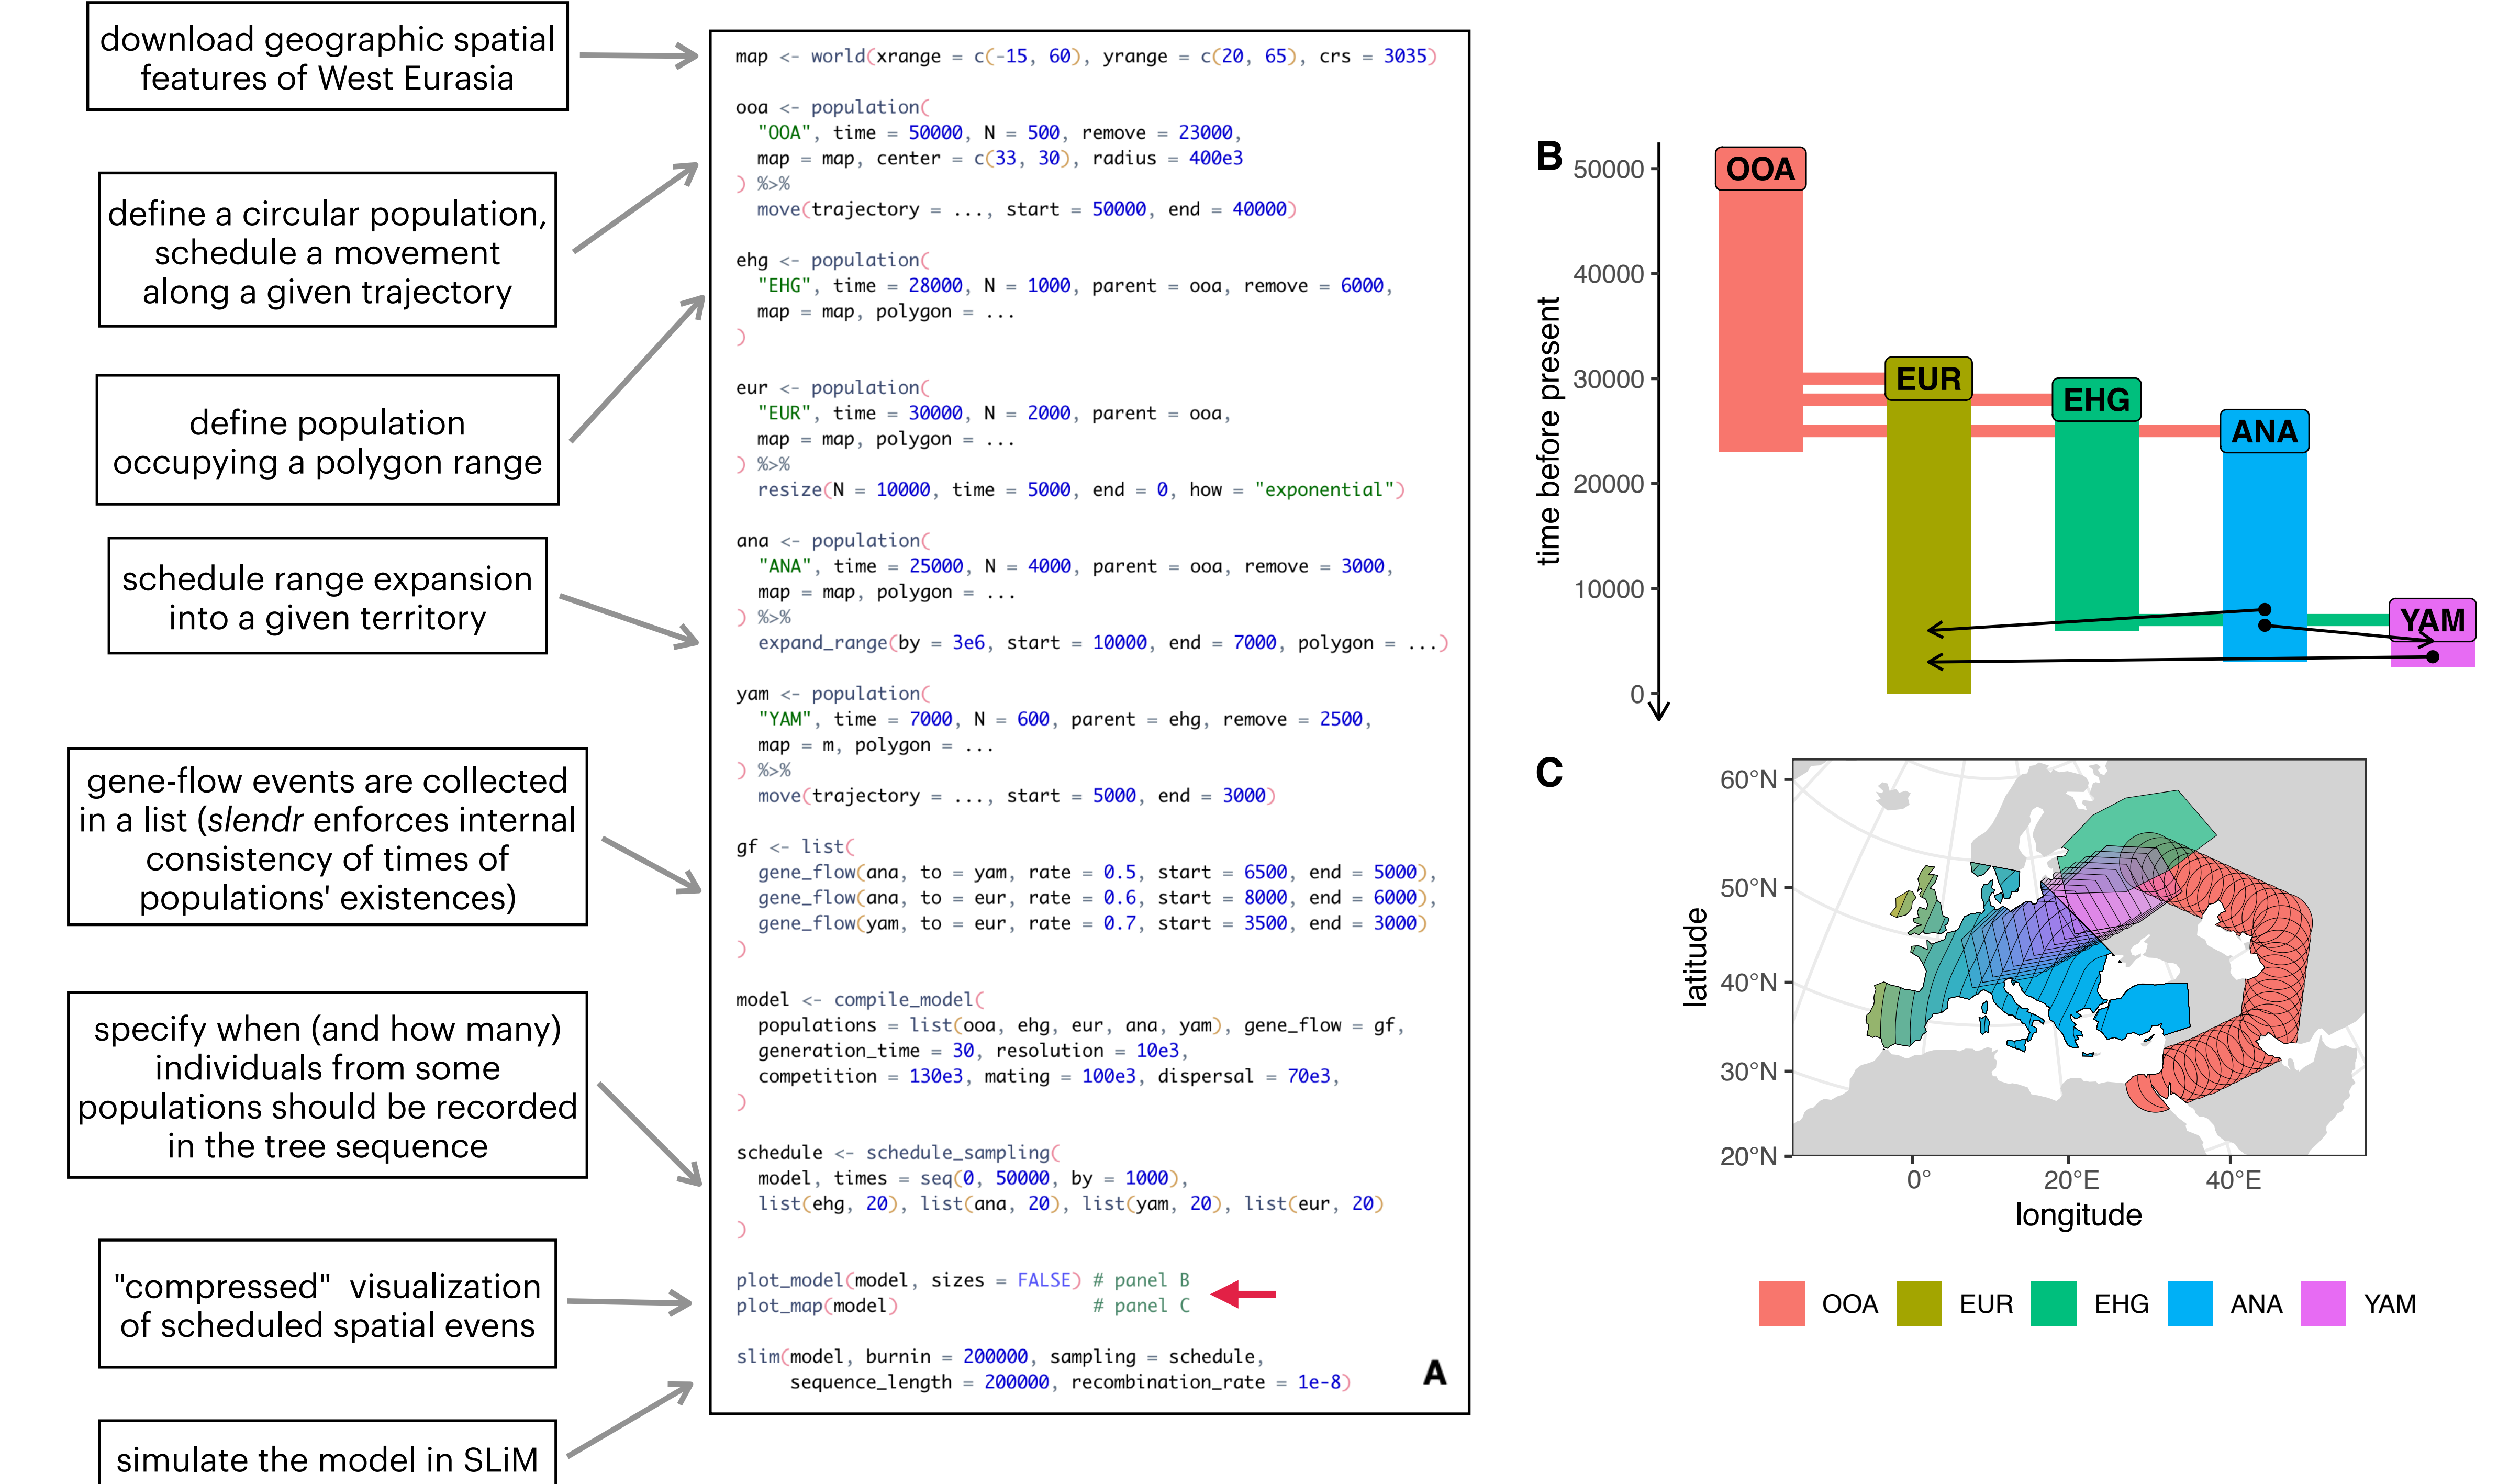 download geographic spatial
features of West Eurasia
define a circular population,
schedule a movement
along a given trajectory
define population
occupying a polygon range
schedule range expansion
into a given territory
gene-flow events are collected
in a list (slendr enforces internal
consistency of times of
populations' existences)
specify when (and how many)
individuals from some
populations should be recorded
in the tree sequence
"compressed"  visualization
of scheduled spatial evens
simulate the model in SLiM
map <- world(xrange = c(-15, 60), yrange = c(20, 65), crs = 3035)
ooa <- population(
"OOA", time = 50000, N = 500, remove = 23000,
map = map, center = c(33, 30), radius = 400e3
) %>%
move(trajectory = ..., start = 50000, end = 40000)
ehg <- population(
"EHG", time = 28000, N = 1000, parent = ooa, remove = 6000,
map = map, polygon = ...
)
eur <- population(
"EUR", time = 30000, N = 2000, parent = ooa,
map = map, polygon = ...
) %>%
resize(N = 10000, time = 5000, end = 0, how = "exponential")
ana <- population(
"ANA", time = 25000, N = 4000, parent = ooa, remove = 3000,
map = map, polygon = ...
) %>%
expand_range(by = 3e6, start = 10000, end = 7000, polygon = ...)
yam <- population(
"YAM", time = 7000, N = 600, parent = ehg, remove = 2500,
map = m, polygon = ...
) %>%
move(trajectory = ..., start = 5000, end = 3000)
gf <- list(
gene_flow(ana, to = yam, rate = 0.5, start = 6500, end = 5000),
gene_flow(ana, to = eur, rate = 0.6, start = 8000, end = 6000),
gene_flow(yam, to = eur, rate = 0.7, start = 3500, end = 3000)
)
model <- compile_model(
populations = list(ooa, ehg, eur, ana, yam), gene_flow = gf,
generation_time = 30, resolution = 10e3,
competition = 130e3, mating = 100e3, dispersal = 70e3,
)
schedule <- schedule_sampling(
model, times = seq(0, 50000, by = 1000),
list(ehg, 20), list(ana, 20), list(yam, 20), list(eur, 20)
)
plot_model(model, sizes = FALSE) # panel B
plot_map(model) # panel C
slim(model, burnin = 200000, sampling = schedule,
sequence_length = 200000, recombination_rate = 1e-8)
A
B
time before present
50000
40000
30000
20000
10000
0
OOA
EUR
EHG
ANA
YAM
C
latitude
60°N
50°N
40°N
30°N
20°N
0°
20°E
40°E
longitude
OOA
EUR
EHG
ANA
YAM